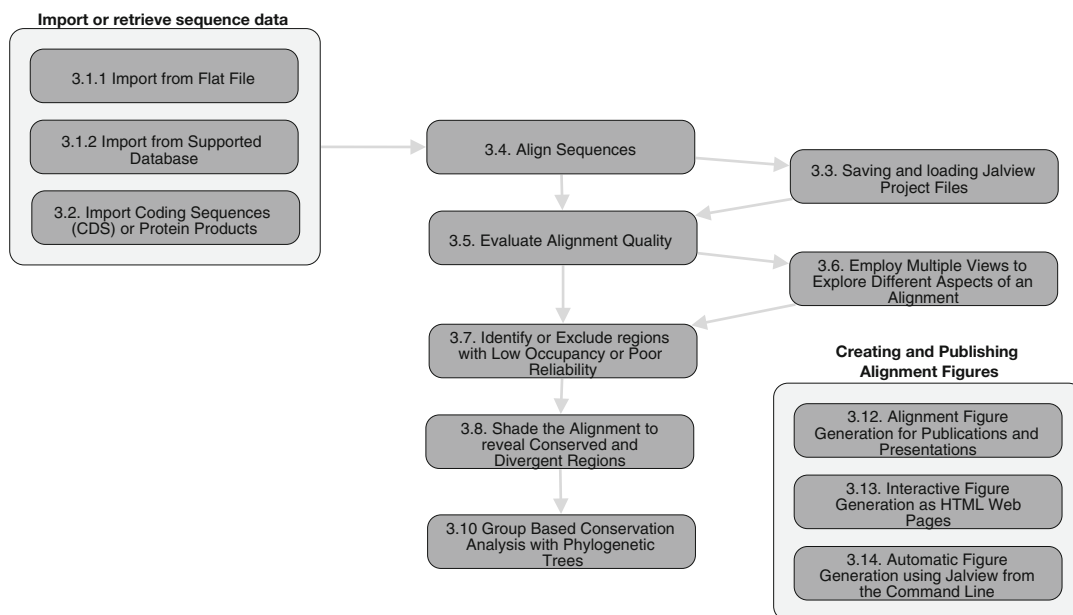 Import or retrieve sequence data
3.1.1 Import from Flat File
3.1.2 Import from Supported
Database
3.2. Import Coding Sequences
(CDS) or Protein Products
3.4. Align Sequences
3.3. Saving and loading Jalview
Project Files
3.5. Evaluate Alignment Quality
3.6. Employ Multiple Views to
Explore Different Aspects of an
Alignment
3.7. Identify or Exclude regions
with Low Occupancy or Poor
Reliability
3.8. Shade the Alignment to
reveal Conserved and
Divergent Regions
3.10 Group Based Conservation
Analysis with Phylogenetic
Trees
Creating and Publishing
Alignment Figures
3.12. Alignment Figure
Generation for Publications and
Presentations
3.13. Interactive Figure
Generation as HTML Web
Pages
3.14. Automatic Figure
Generation using Jalview from
the Command Line